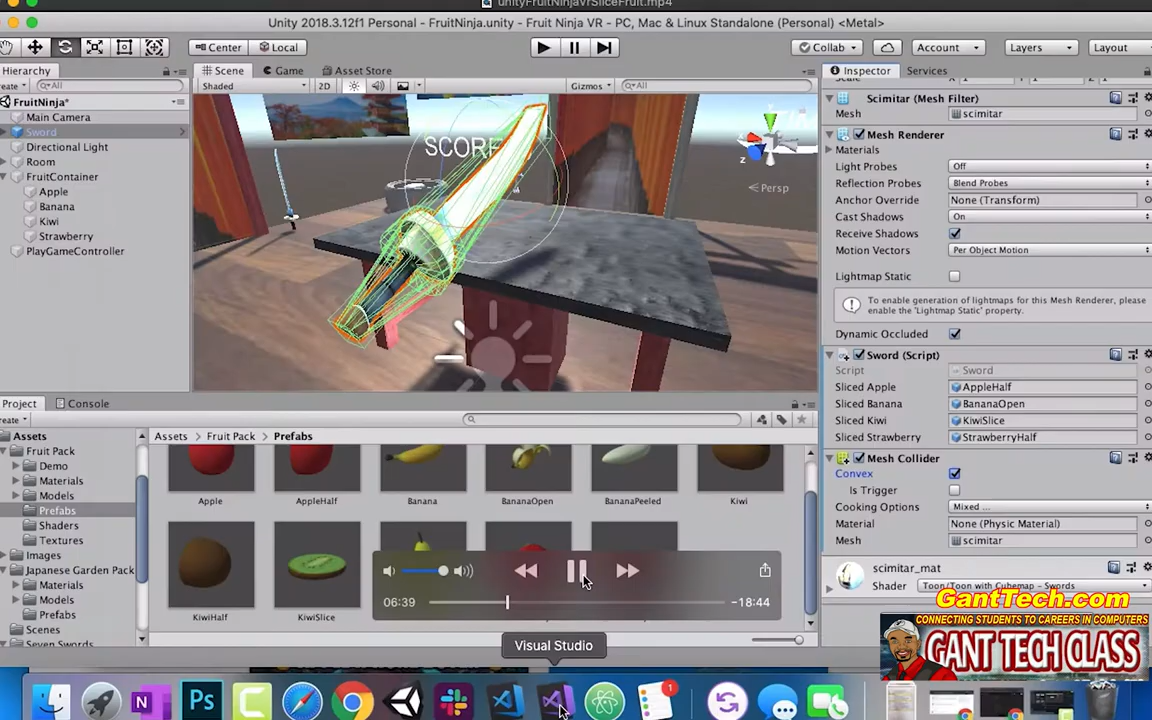 unityFruitNinjaVrSliceFruit.mp4
Unity 2018.3.12f1 Personal - FruitNinja.unity - Fruit Ninja VR - PC, Mac & Linux Standalone (Personal) <Metal>
Center Local Collab Account Layers Layout
Hierarchy Scene Game Asset Store Inspector Services
reate All Shaded 2D Gizmos All
FruitNinja*
Main Camera
Sword
Directional Light
Room
FruitContainer
Apple
Banana
Kiwi
Strawberry
PlayGameController
SCORE
z
Persp
Scimitar (Mesh Filter)
Mesh scimitar
Mesh Renderer
Materials
Light Probes Off
Reflection Probes Blend Probes
Anchor Override None (Transform)
Cast Shadows On
Receive Shadows
Motion Vectors Per Object Motion
Lightmap Static
To enable generation of lightmaps for this Mesh Renderer, please
enable the 'Lightmap Static' property.
Dynamic Occluded
Sword (Script)
Script Sword
Sliced Apple AppleHalf
Sliced Banana BananaOpen
Sliced Kiwi KiwiSlice
Sliced Strawberry StrawberryHalf
Mesh Collider
Convex
Is Trigger
Cooking Options Mixed ...
Material None (Physic Material)
Mesh scimitar
scimitar_mat
Shader Toon/Toon with Cubemap - Swords
Project Console
reate
Assets
Fruit Pack
Demo
Materials
Models
Prefabs
Shaders
Textures
Images
Japanese Garden Pack
Materials
Models
Prefabs
Scenes
Seven Swords
Assets Fruit Pack Prefabs
Apple AppleHalf Banana BananaOpen BananaPeeled Kiwi
KiwiHalf KiwiSlice
06:39 -18:44
Visual Studio
GantTech.com
CONNECTING STUDENTS TO CAREERS IN COMPUTERS
GANT TECH CLASS
N Ps C 1